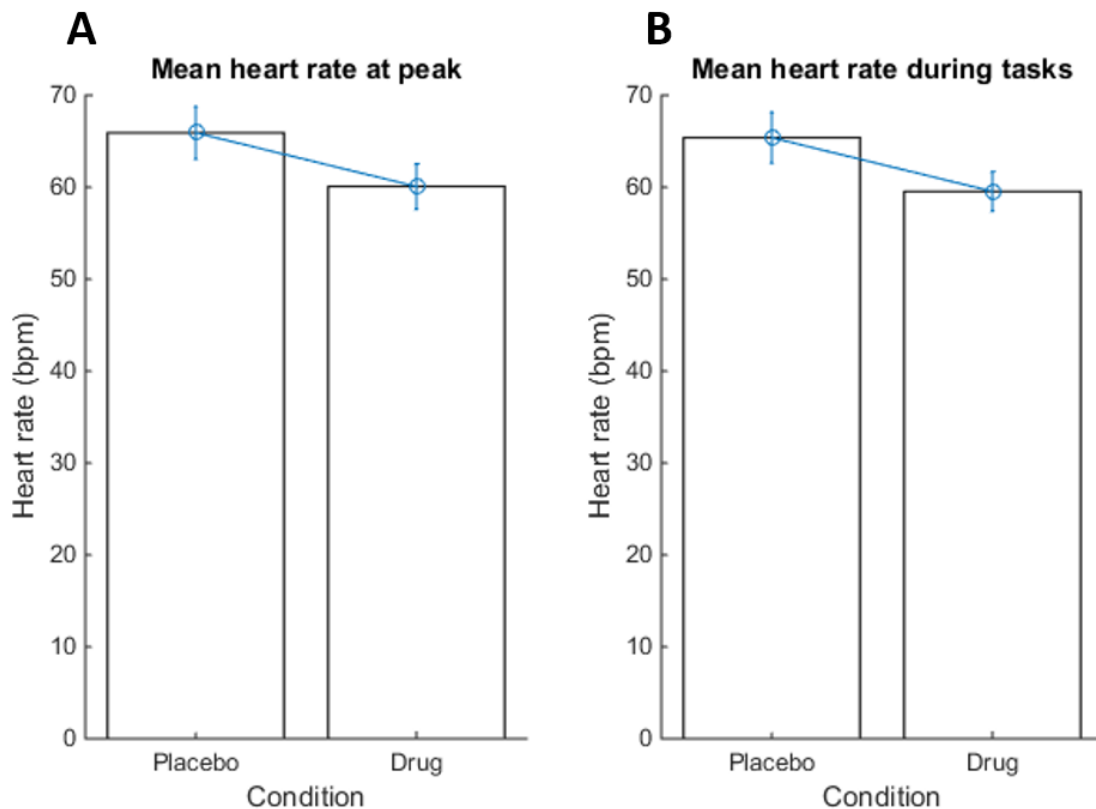 A
Mean heart rate at peak
Heart rate (bpm)
70
60
50
40
30
20
10
0
Placebo Drug
Condition
B
Mean heart rate during tasks
Heart rate (bpm)
70
60
50
40
30
20
10
0
Placebo Drug
Condition